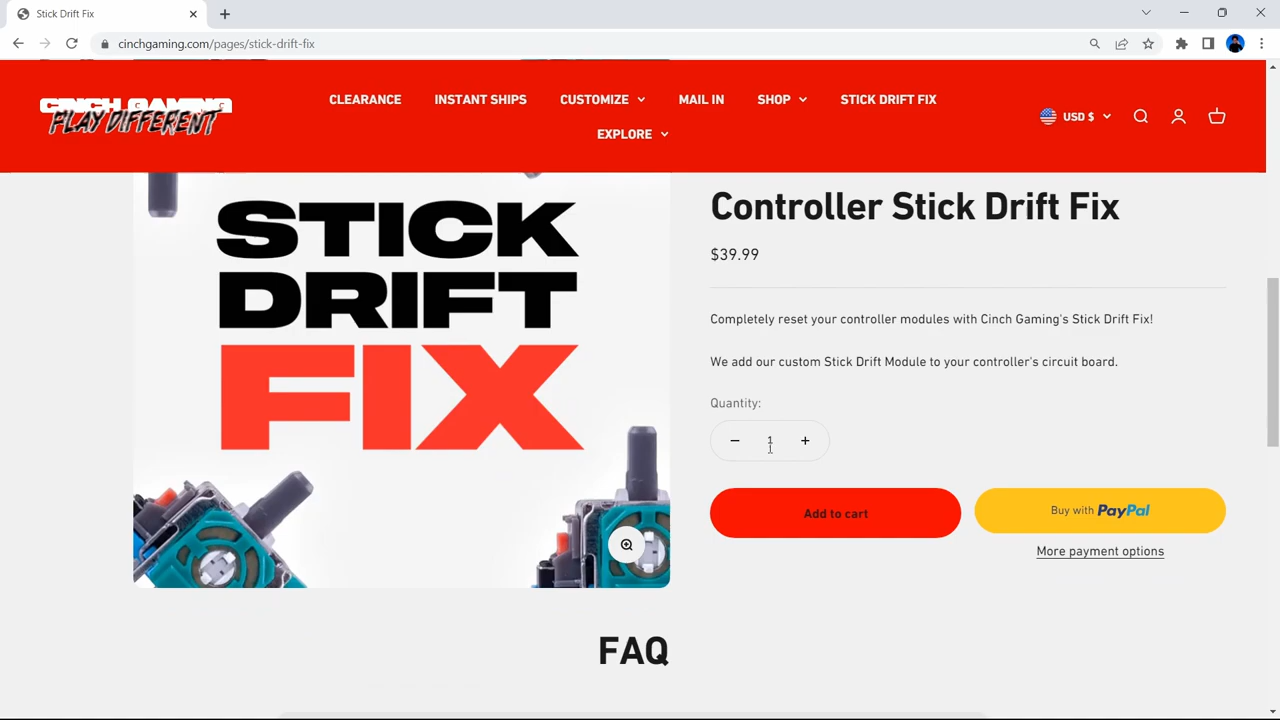 Stick Drift Fix
cinchgaming.com/pages/stick-drift-fix
CINCH GAMING
PLAY DIFFERENT
CLEARANCE
INSTANT SHIPS
CUSTOMIZE
MAIL IN
SHOP
STICK DRIFT FIX
EXPLORE
USD $
STICK
DRIFT
FIX
Controller Stick Drift Fix
$39.99
Completely reset your controller modules with Cinch Gaming's Stick Drift Fix!
We add our custom Stick Drift Module to your controller's circuit board.
Quantity:
− 1 +
Add to cart
Buy with PayPal
More payment options
FAQ